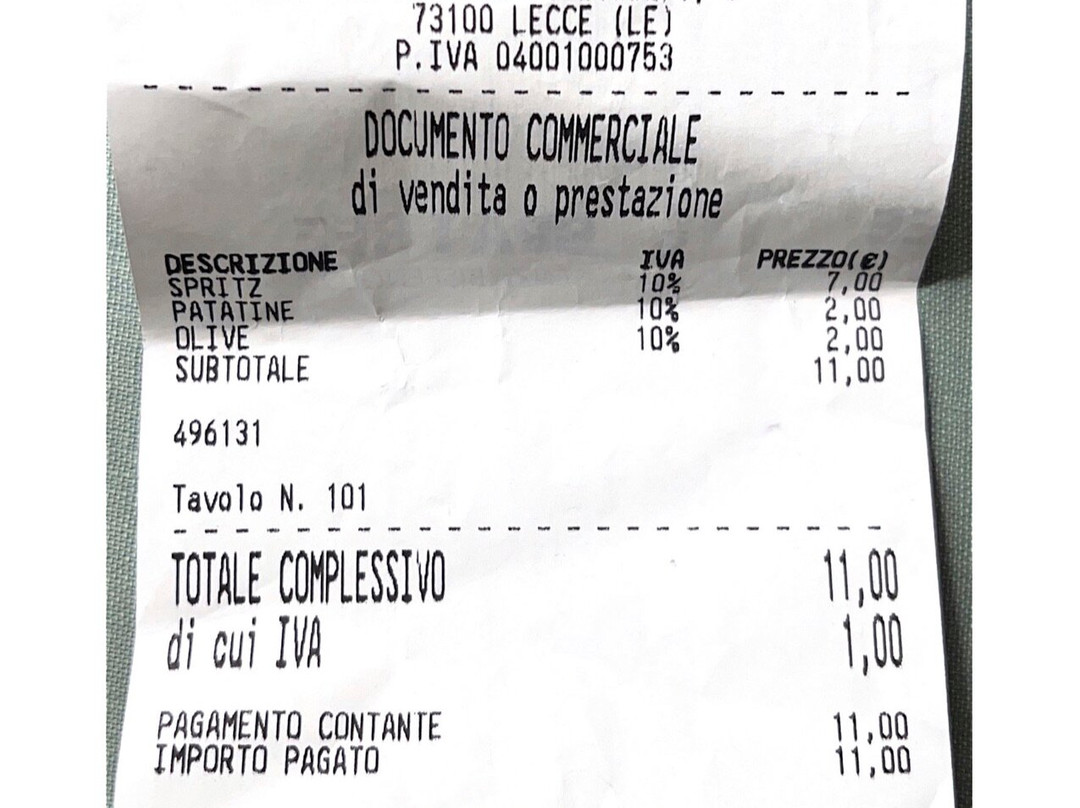 73100 LECCE (LE)
P.IVA 04001000753
DOCUMENTO COMMERCIALE
di vendita o prestazione
DESCRIZIONE IVA PREZZO(€)
SPRITZ 10% 7,00
PATATINE 10% 2,00
OLIVE 10% 2,00
SUBTOTALE 11,00
496131
Tavolo N. 101
TOTALE COMPLESSIVO 11,00
di cui IVA 1,00
PAGAMENTO CONTANTE 11,00
IMPORTO PAGATO 11,00